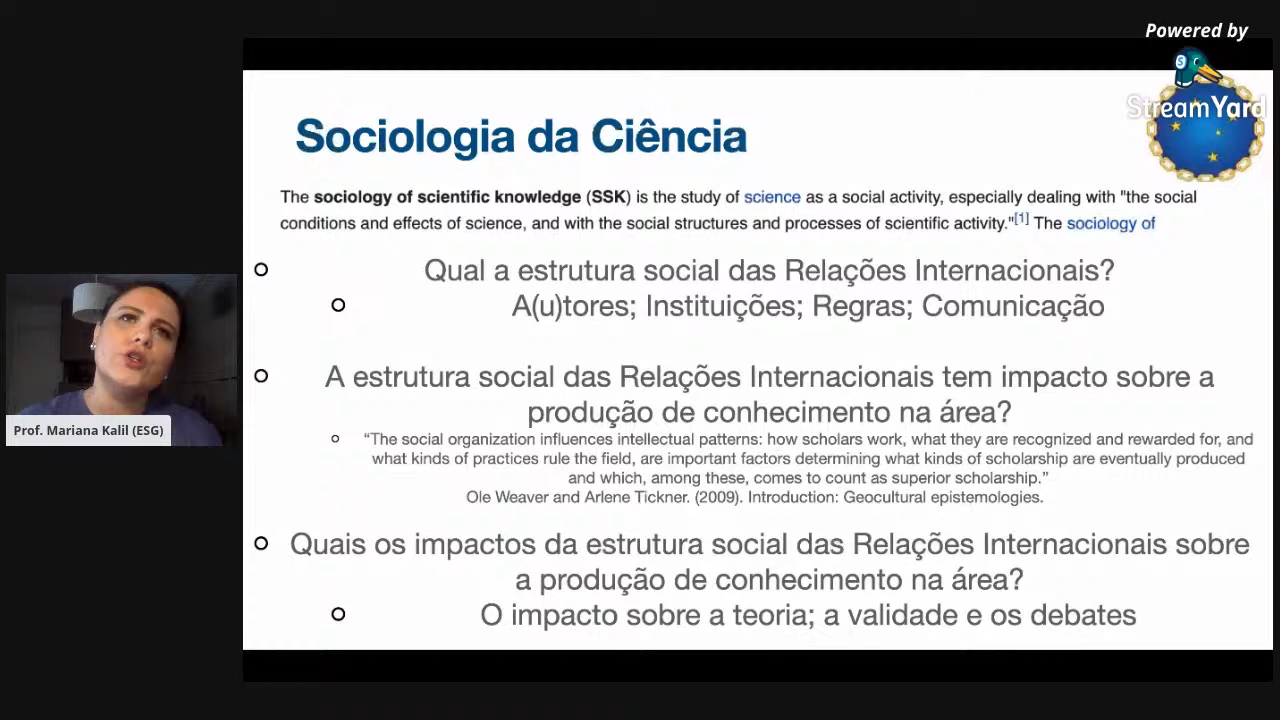 Powered by
StreamYard
Sociologia da Ciência
The sociology of scientific knowledge (SSK) is the study of science as a social activity, especially dealing with "the social
conditions and effects of science, and with the social structures and processes of scientific activity."[1] The sociology of
Qual a estrutura social das Relações Internacionais?
A(u)tores; Instituições; Regras; Comunicação
A estrutura social das Relações Internacionais tem impacto sobre a
produção de conhecimento na área?
“The social organization influences intellectual patterns: how scholars work, what they are recognized and rewarded for, and
what kinds of practices rule the field, are important factors determining what kinds of scholarship are eventually produced
and which, among these, comes to count as superior scholarship.”
Ole Weaver and Arlene Tickner. (2009). Introduction: Geocultural epistemologies.
Quais os impactos da estrutura social das Relações Internacionais sobre
a produção de conhecimento na área?
O impacto sobre a teoria; a validade e os debates
Prof. Mariana Kalil (ESG)